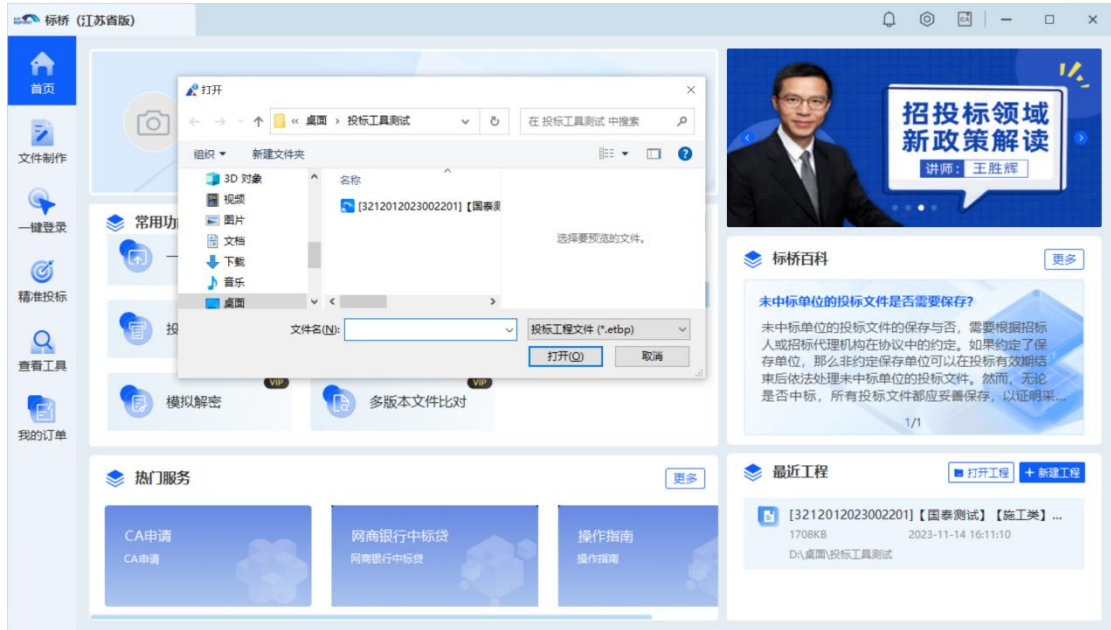 标桥（江苏省版）
首页
文件制作
一键登录
精准投标
查看工具
我的订单
打开
« 桌面 › 投标工具测试
在 投标工具测试 中搜索
组织 新建文件夹
3D 对象
视频
图片
文档
下载
音乐
桌面
名称
[3212012023002201]【国泰
选择要预览的文件。
文件名(N):
投标工程文件 (*.etbp)
打开(O)
取消
常用功
一
投
模拟解密
VIP
多版本文件比对
VIP
热门服务
更多
CA申请
CA申请
网商银行中标贷
网商银行中标贷
操作指南
操作指南
招投标领域
新政策解读
讲师：王胜辉
标桥百科
更多
未中标单位的投标文件是否需要保存?
未中标单位的投标文件的保存与否，需要根据招标
人或招标代理机构在协议中的约定。如果约定了保
存单位，那么非约定保存单位可以在投标有效期结
束后依法处理未中标单位的投标文件。然而，无论
是否中标，所有投标文件都应妥善保存，以证明采...
1/1
最近工程
打开工程
+ 新建工程
[3212012023002201]【国泰测试】【施工类】...
1708KB
2023-11-14 16:11:10
D:\桌面\投标工具测试